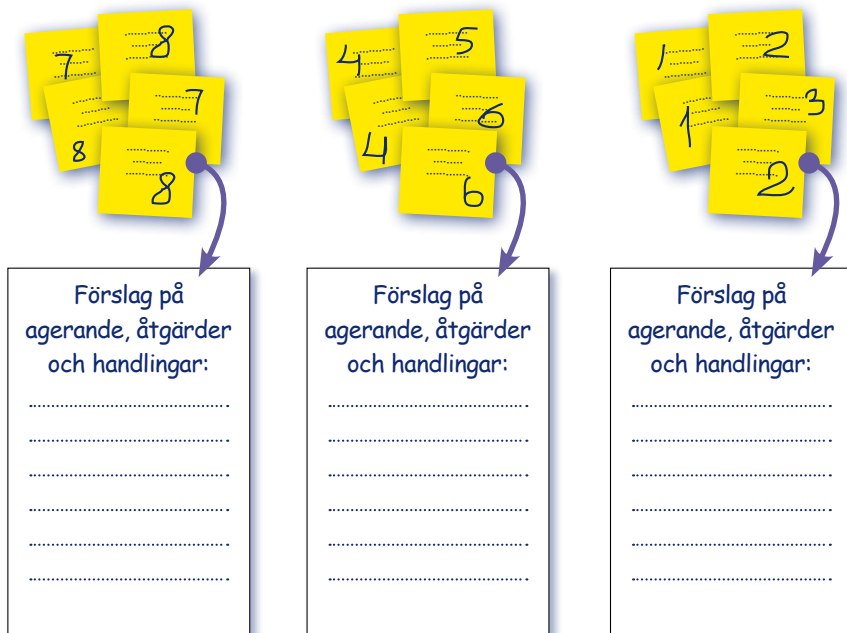 7
8
7
8
8
4
5
6
4
6
1
2
3
1
2
Förslag på
agerande, åtgärder
och handlingar:
Förslag på
agerande, åtgärder
och handlingar:
Förslag på
agerande, åtgärder
och handlingar: